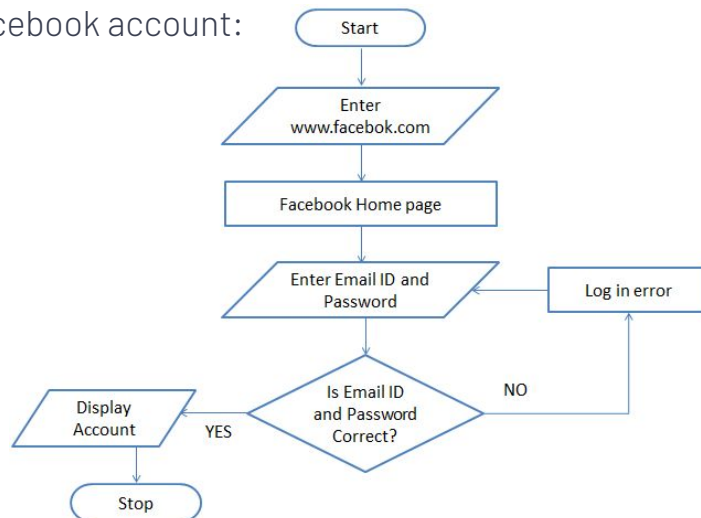 cebook account:
Start
Enter
www.facebok.com
Facebook Home page
Enter Email ID and
Password
Log in error
Is Email ID
and Password
Correct?
NO
YES
Display
Account
Stop